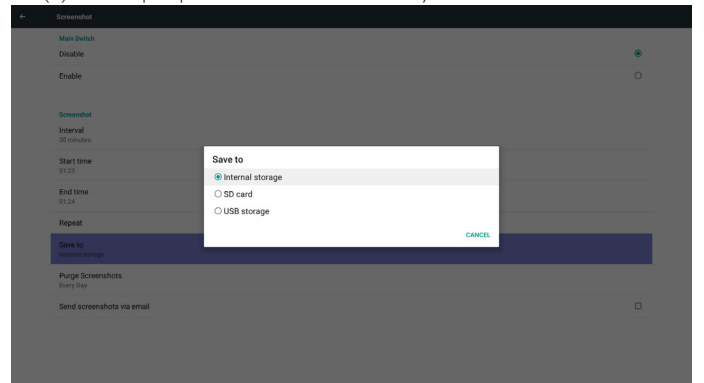 Screenshot
Main Switch
Disable
Enable
Screenshot
Interval
30 minutes
Start time
01:23
End time
01:24
Repeat
Save to
Internal storage
Purge Screenshots
Every Day
Send screenshots via email
Save to
Internal storage
SD card
USB storage
CANCEL